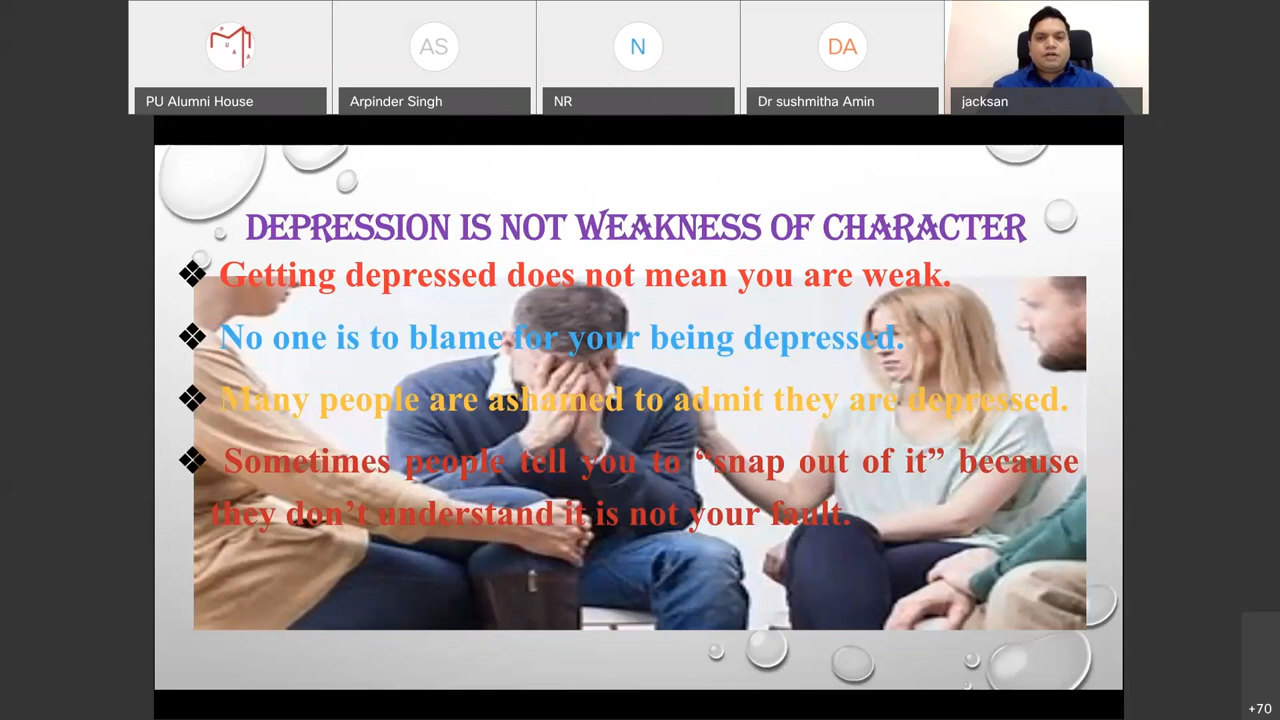 P
U
A
A
AS
N
DA
PU Alumni House
Arpinder Singh
NR
Dr sushmitha Amin
jacksan
DEPRESSION IS NOT WEAKNESS OF CHARACTER
❖ Getting depressed does not mean you are weak.
❖ No one is to blame for your being depressed.
❖ Many people are ashamed to admit they are depressed.
❖ Sometimes people tell you to “snap out of it” because
they don’t understand it is not your fault.
+70